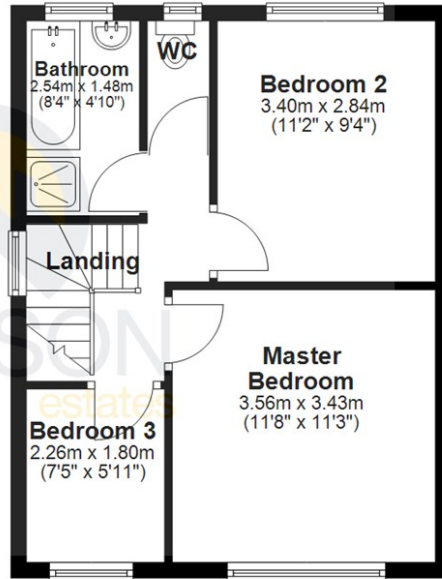 WC
Bathroom
2.54m x 1.48m
(8'4" x 4'10")
Bedroom 2
3.40m x 2.84m
(11'2" x 9'4")
Landing
SON
estates
Master
Bedroom
3.56m x 3.43m
(11'8" x 11'3")
Bedroom 3
2.26m x 1.80m
(7'5" x 5'11")